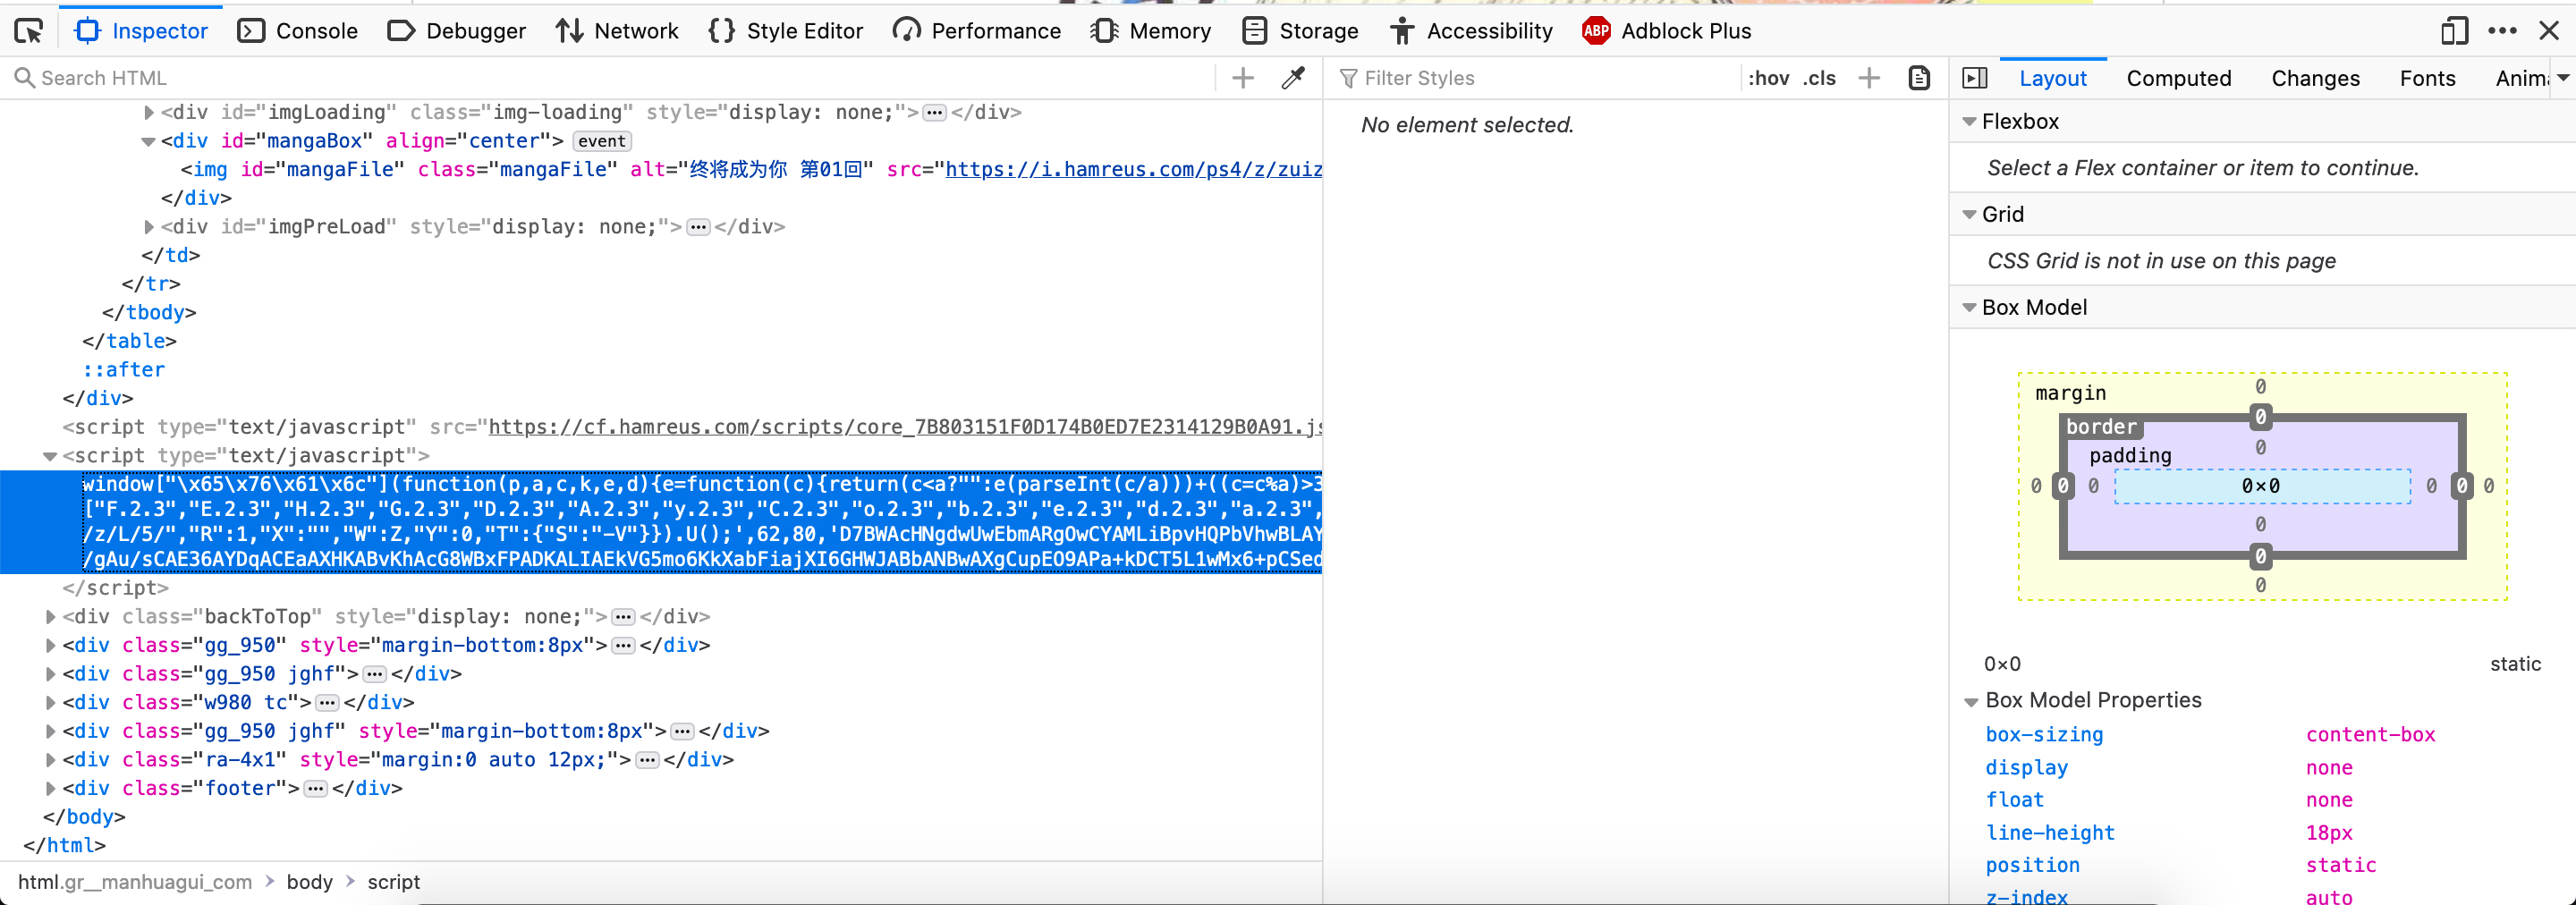 Inspector Console Debugger Network Style Editor Performance Memory Storage Accessibility ABP Adblock Plus
Search HTML
<div id="imgLoading" class="img-loading" style="display: none;"></div>
<div id="mangaBox" align="center"> event
<img id="mangaFile" class="mangaFile" alt="终将成为你 第01回" src="https://i.hamreus.com/ps4/z/zuiz
</div>
<div id="imgPreLoad" style="display: none;"></div>
</td>
</tr>
</tbody>
</table>
::after
</div>
<script type="text/javascript" src="https://cf.hamreus.com/scripts/core_7B803151F0D174B0ED7E2314129B0A91.js
<script type="text/javascript">
window["\x65\x76\x61\x6c"](function(p,a,c,k,e,d){e=function(c){return(c<a?"":e(parseInt(c/a)))+((c=c%a)>3
["F.2.3","E.2.3","H.2.3","G.2.3","D.2.3","A.2.3","y.2.3","C.2.3","o.2.3","b.2.3","e.2.3","d.2.3","a.2.3",
/z/L/5/","R":1,"X":"","W":Z,"Y":0,"T":{"S":"-V"}}).U();',62,80,'D7BWAcHNgdwUwEbmARgOwCYAMLiBpvHQPbVhwBLAY
/gAu/sCAE36AYDqACEaAXHKABvKhAcG8WBxFPADKALIAEkVG5mo6KkXabFiajXI6GHWJABbANBwAXgCupEO9APa+kDCT5L1wMx6+pCSed
</script>
<div class="backToTop" style="display: none;"></div>
<div class="gg_950" style="margin-bottom:8px"></div>
<div class="gg_950 jghf"></div>
<div class="w980 tc"></div>
<div class="gg_950 jghf" style="margin-bottom:8px"></div>
<div class="ra-4x1" style="margin:0 auto 12px;"></div>
<div class="footer"></div>
</body>
</html>
html.gr__manhuagui_com > body > script
Filter Styles :hov .cls
No element selected.
Layout Computed Changes Fonts Anim
Flexbox
Select a Flex container or item to continue.
Grid
CSS Grid is not in use on this page
Box Model
margin 0
border 0
padding 0
0 0 0 0×0 0 0 0
0
0
0
0×0 static
Box Model Properties
box-sizing content-box
display none
float none
line-height 18px
position static
z-index auto